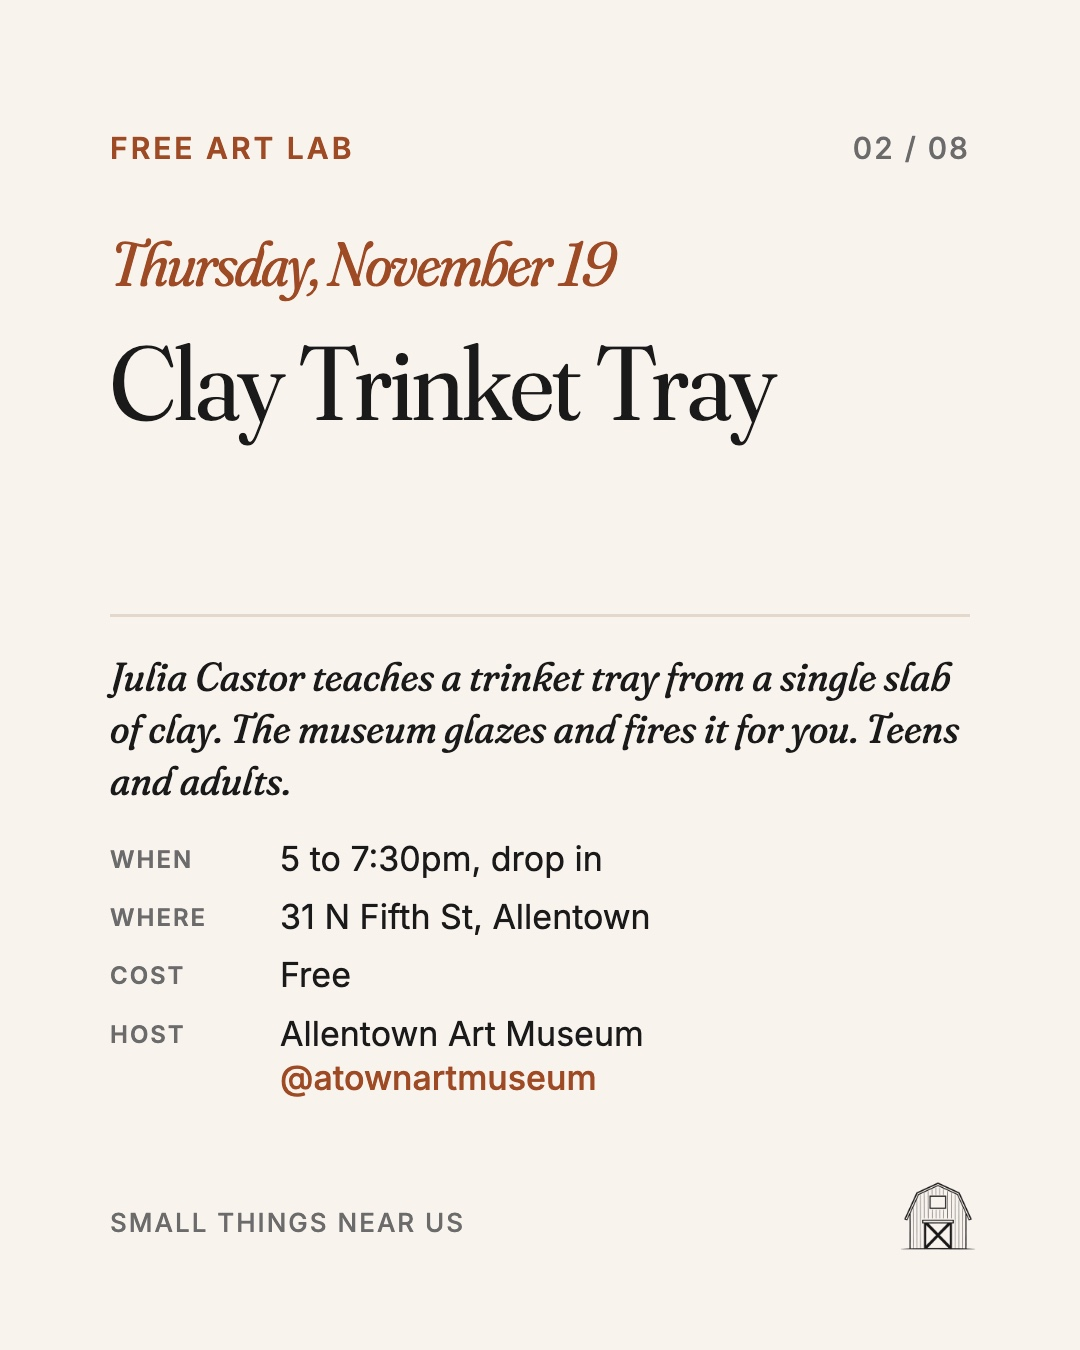 FREE ART LAB
02 / 08
Thursday, November 19
Clay Trinket Tray
Julia Castor teaches a trinket tray from a single slab
of clay. The museum glazes and fires it for you. Teens
and adults.
WHEN 5 to 7:30pm, drop in
WHERE 31 N Fifth St, Allentown
COST Free
HOST Allentown Art Museum
@atownartmuseum
SMALL THINGS NEAR US